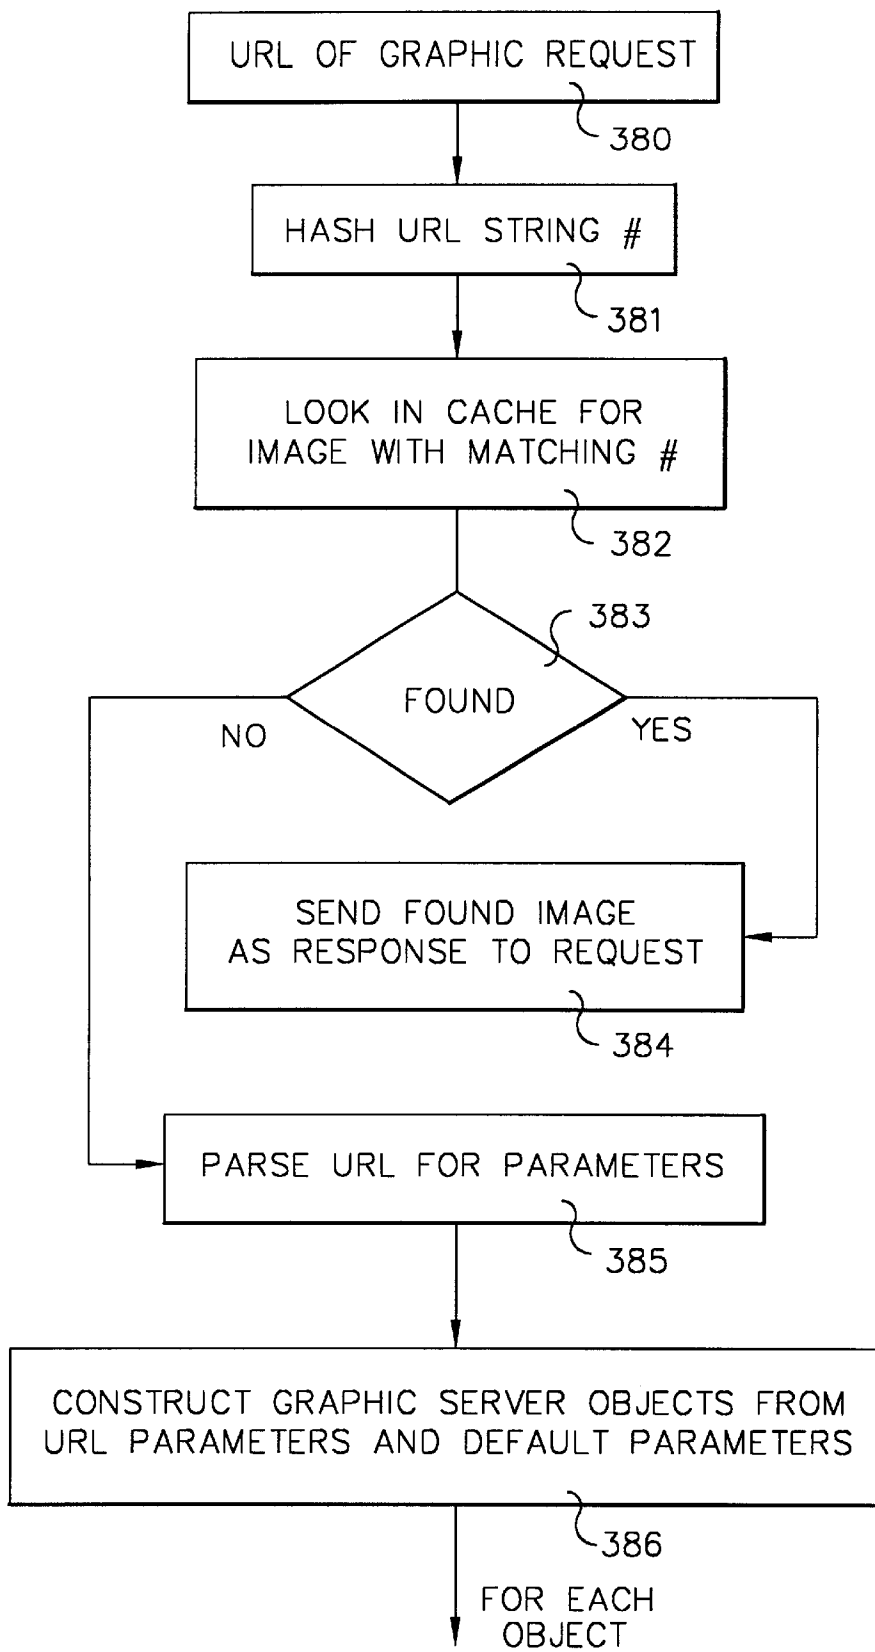 URL OF GRAPHIC REQUEST
380
HASH URL STRING #
381
LOOK IN CACHE FOR
IMAGE WITH MATCHING #
382
383
FOUND
NO
YES
SEND FOUND IMAGE
AS RESPONSE TO REQUEST
384
PARSE URL FOR PARAMETERS
385
CONSTRUCT GRAPHIC SERVER OBJECTS FROM
URL PARAMETERS AND DEFAULT PARAMETERS
386
FOR EACH
OBJECT